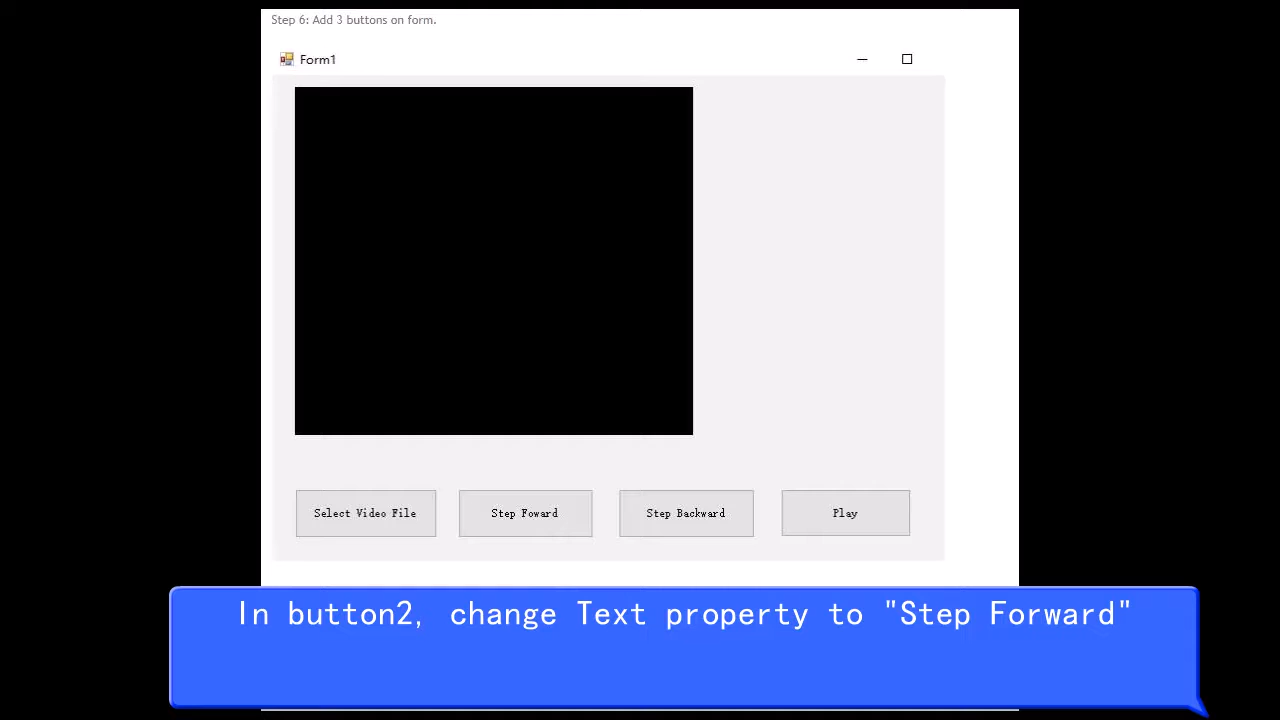 Step 6: Add 3 buttons on form.
Form1
Select Video File
Step Foward
Step Backward
Play
In button2, change Text property to "Step Forward"